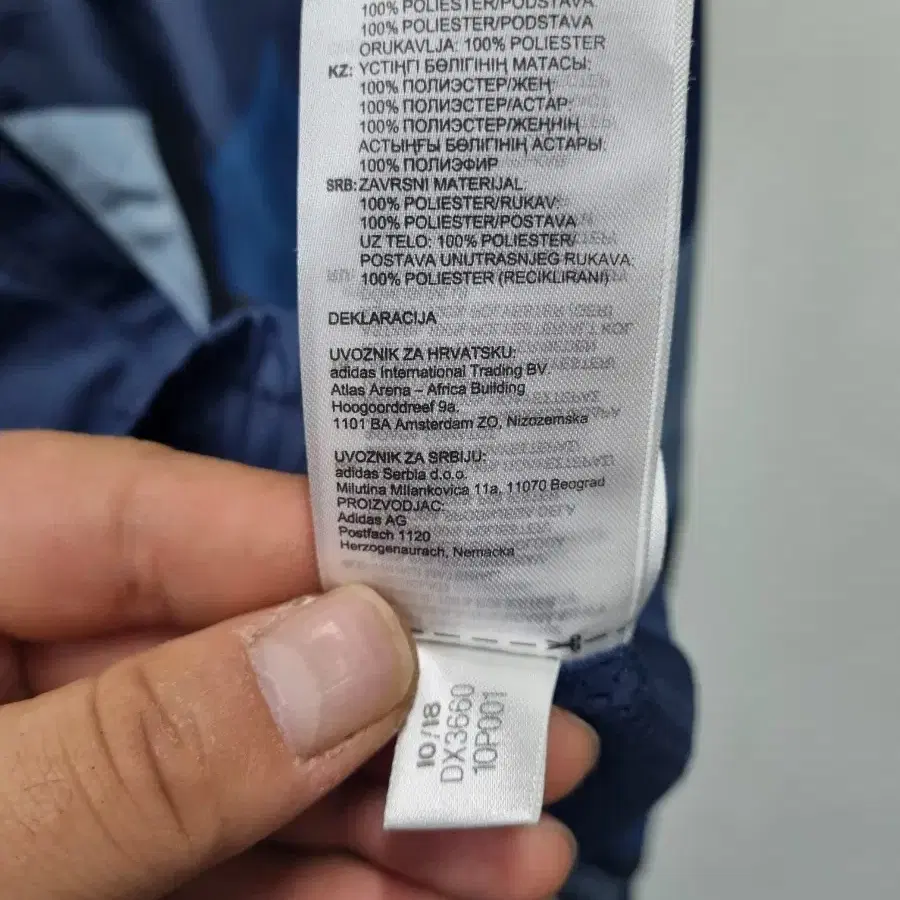 100% POLIESTER/PODSTAVA
100% POLIESTER/PODSTAVA
ORUKAVLJA: 100% POLIESTER
KZ: ҮСТІҢГІ БӨЛІГІНІҢ МАТАСЫ:
100% ПОЛИЭСТЕР/ЖЕҢ
100% ПОЛИЭСТЕР/АСТАР:
100% ПОЛИЭСТЕР/ЖЕҢНІҢ
АСТЫҢҒЫ БӨЛІГІНІҢ АСТАРЫ:
100% ПОЛИЭФИР
SRB: ZAVRSNI MATERIJAL:
100% POLIESTER/RUKAV:
100% POLIESTER/POSTAVA
UZ TELO: 100% POLIESTER/
POSTAVA UNUTRASNJEG RUKAVA:
100% POLIESTER (RECIKLIRANI)
DEKLARACIJA
UVOZNIK ZA HRVATSKU:
adidas International Trading BV.
Atlas Arena – Africa Building
Hoogoorddreef 9a.
1101 BA Amsterdam ZO, Nizozemska
UVOZNIK ZA SRBIJU:
adidas Serbia d.o.o.
Milutina Milankovica 11a, 11070 Beograd
PROIZVODJAC:
Adidas AG
Postfach 1120
Herzogenaurach, Nemacka
10/18
DX3660
10P001